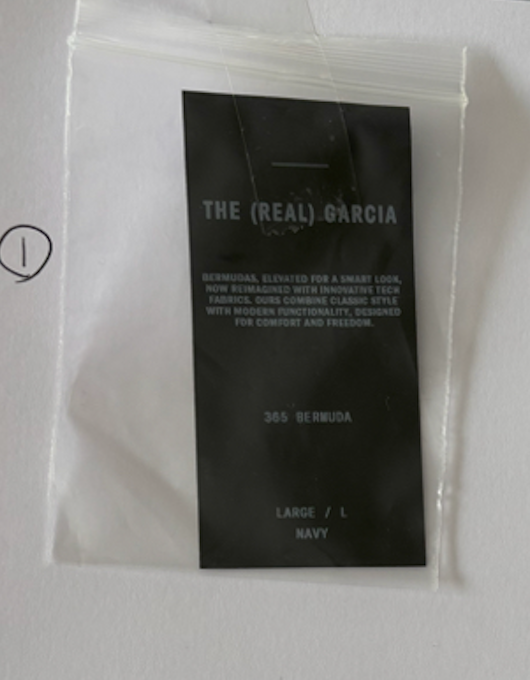 1
THE (REAL) GARCIA
BERMUDAS, ELEVATED FOR A SMART LOOK,
NOW REIMAGINED WITH INNOVATIVE TECH
FABRICS. OURS COMBINE CLASSIC STYLE
WITH MODERN FUNCTIONALITY, DESIGNED
FOR COMFORT AND FREEDOM.
365 BERMUDA
LARGE / L
NAVY